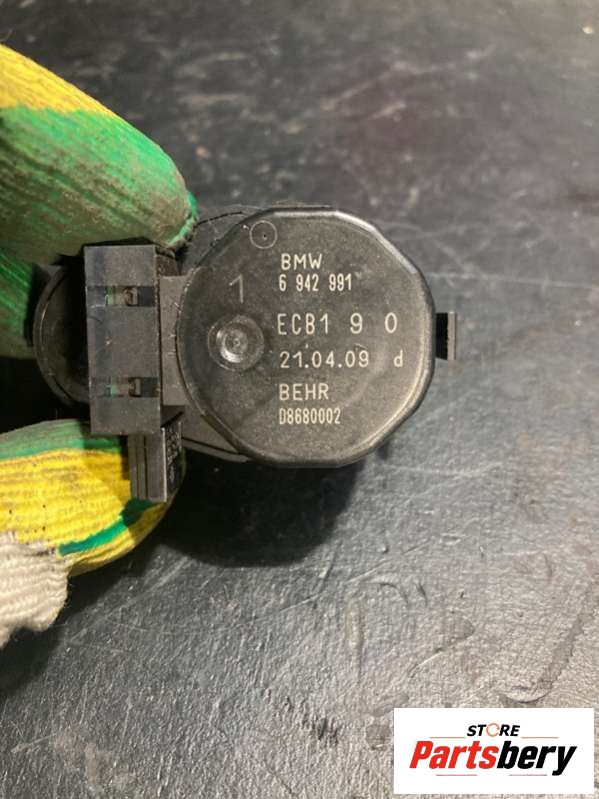 BMW
6 942 991
1
ECB1 9 0
21.04.09 d
BEHR
D8680002
STORE
Partsbery